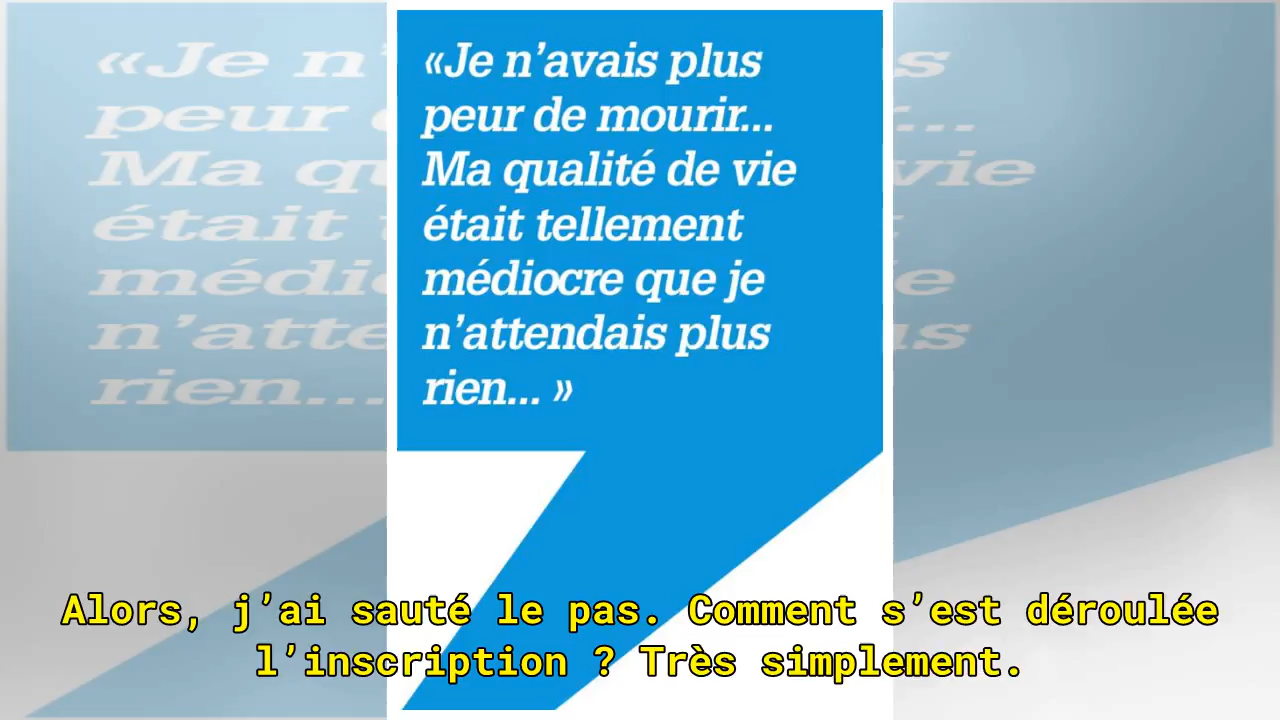 «Je n’avais plus
peur de mourir...
Ma qualité de vie
était tellement
médiocre que je
n’attendais plus
rien... »
Alors, j’ai sauté le pas. Comment s’est déroulée
l’inscription ? Très simplement.